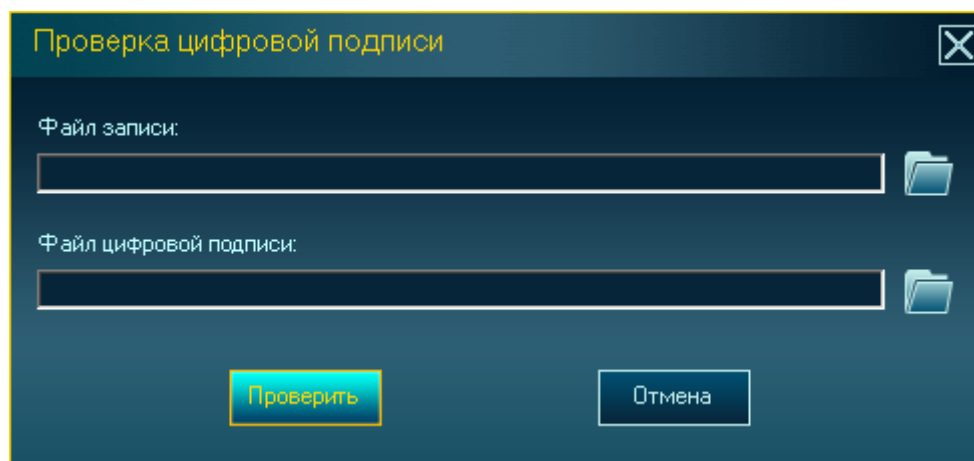 Проверка цифровой подписи
Файл записи:
Файл цифровой подписи:
Проверить
Отмена